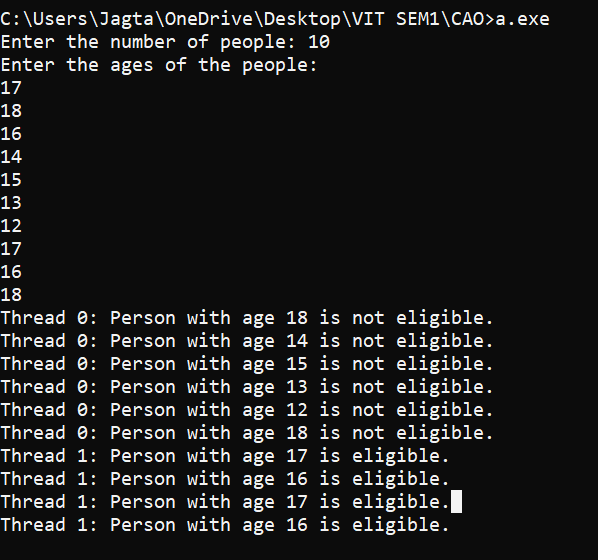 C:\Users\Jagta\OneDrive\Desktop\VIT SEM1\CAO>a.exe
Enter the number of people: 10
Enter the ages of the people:
17
18
16
14
15
13
12
17
16
18
Thread 0: Person with age 18 is not eligible.
Thread 0: Person with age 14 is not eligible.
Thread 0: Person with age 15 is not eligible.
Thread 0: Person with age 13 is not eligible.
Thread 0: Person with age 12 is not eligible.
Thread 0: Person with age 18 is not eligible.
Thread 1: Person with age 17 is eligible.
Thread 1: Person with age 16 is eligible.
Thread 1: Person with age 17 is eligible.
Thread 1: Person with age 16 is eligible.